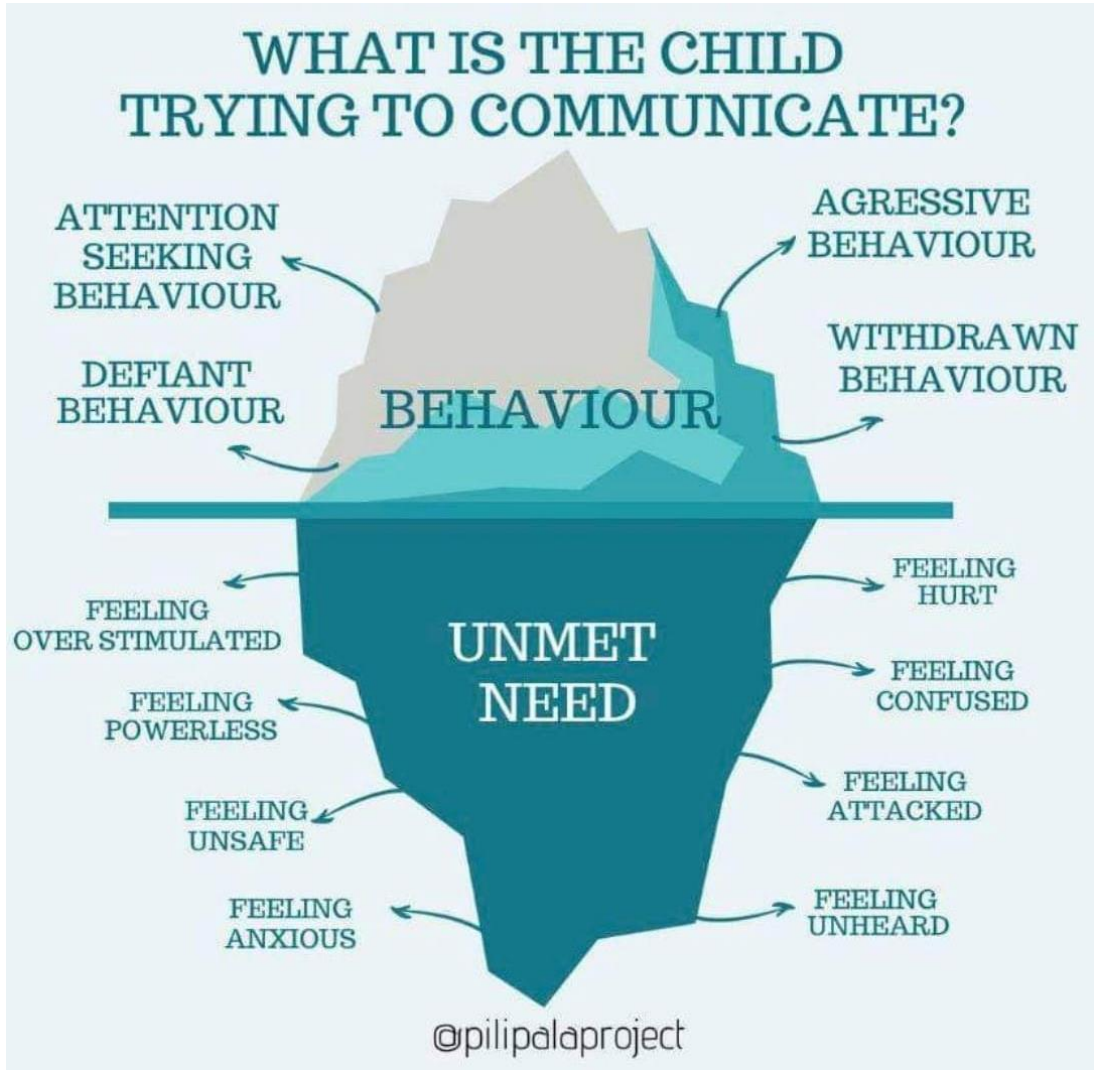 WHAT IS THE CHILD
TRYING TO COMMUNICATE?
ATTENTION
SEEKING
BEHAVIOUR
AGRESSIVE
BEHAVIOUR
DEFIANT
BEHAVIOUR
WITHDRAWN
BEHAVIOUR
BEHAVIOUR
UNMET
NEED
FEELING
OVER STIMULATED
FEELING
POWERLESS
FEELING
UNSAFE
FEELING
ANXIOUS
FEELING
HURT
FEELING
CONFUSED
FEELING
ATTACKED
FEELING
UNHEARD
@pilipalaproject